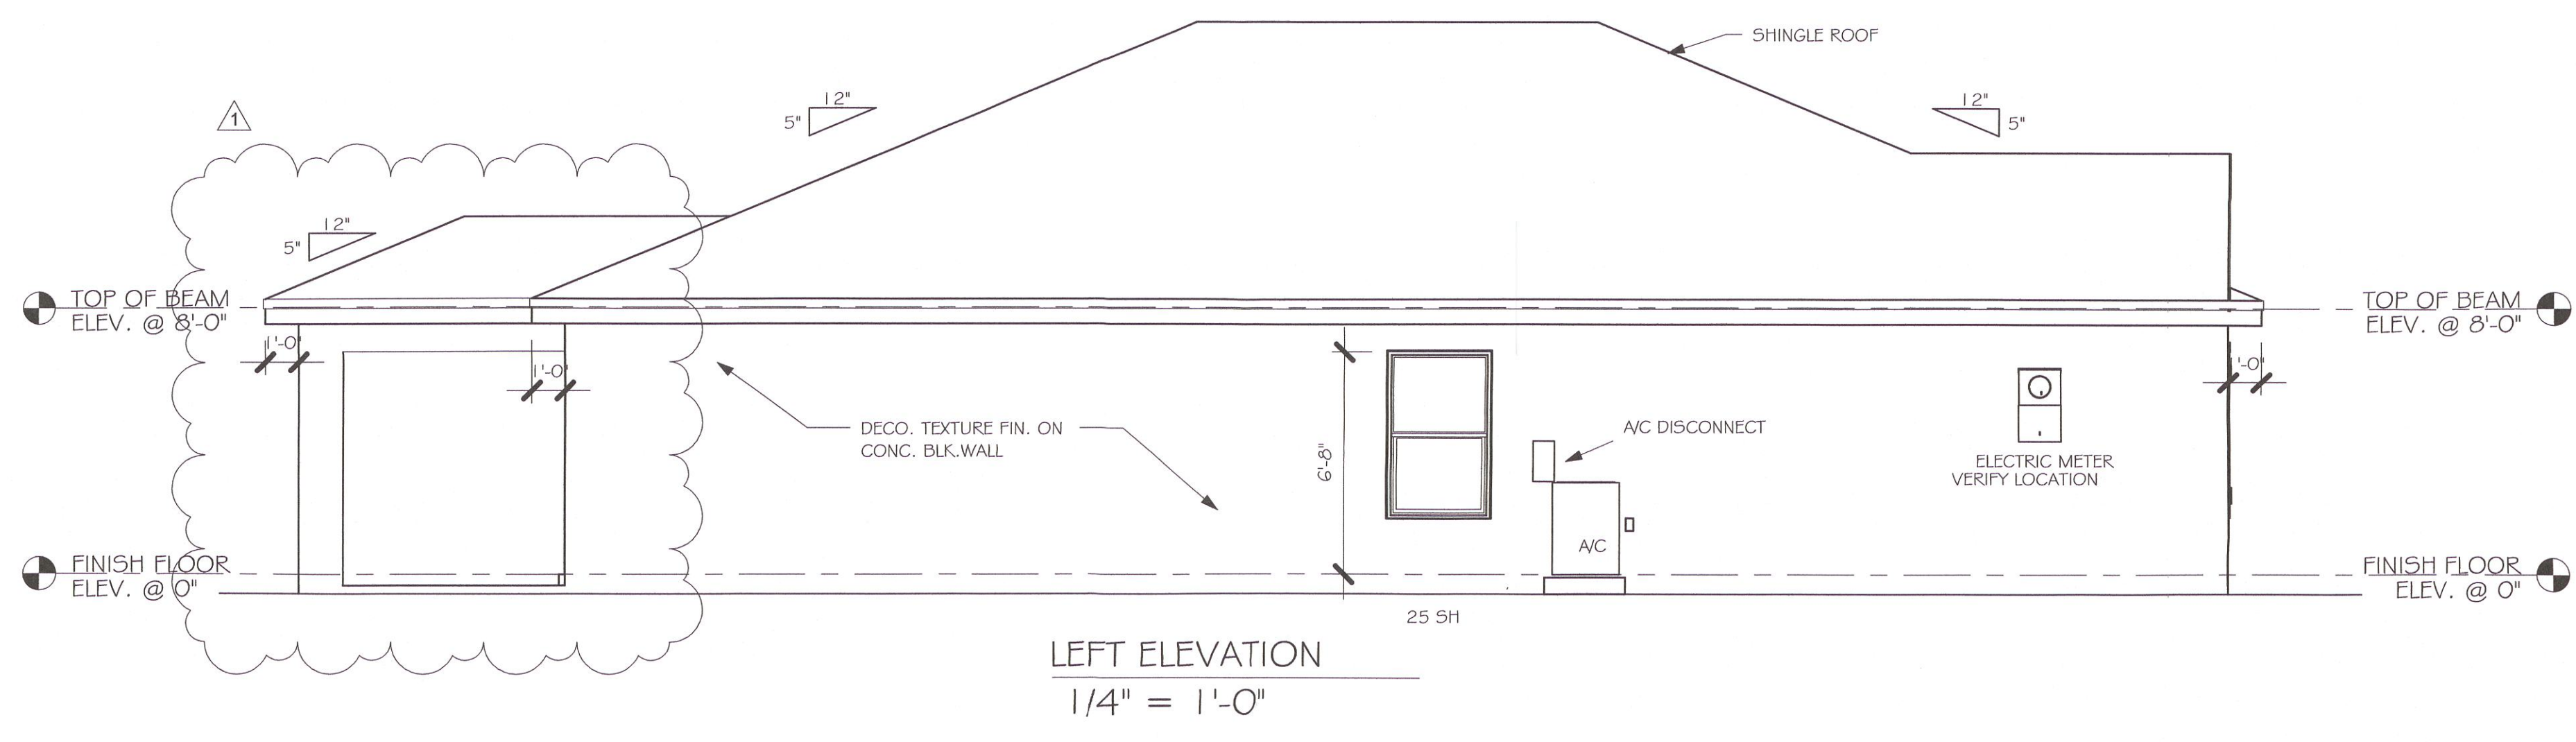 SHINGLE ROOF
12"
5"
12"
5"
1
12"
5"
TOP OF BEAM
ELEV. @ 8'-0"
TOP OF BEAM
ELEV. @ 8'-0"
1'-0"
1'-0"
1'-0"
DECO. TEXTURE FIN. ON
CONC. BLK.WALL
6'-8"
A/C DISCONNECT
ELECTRIC METER
VERIFY LOCATION
A/C
FINISH FLOOR
ELEV. @ 0"
FINISH FLOOR
ELEV. @ 0"
25 SH
LEFT ELEVATION
1/4" = 1'-0"